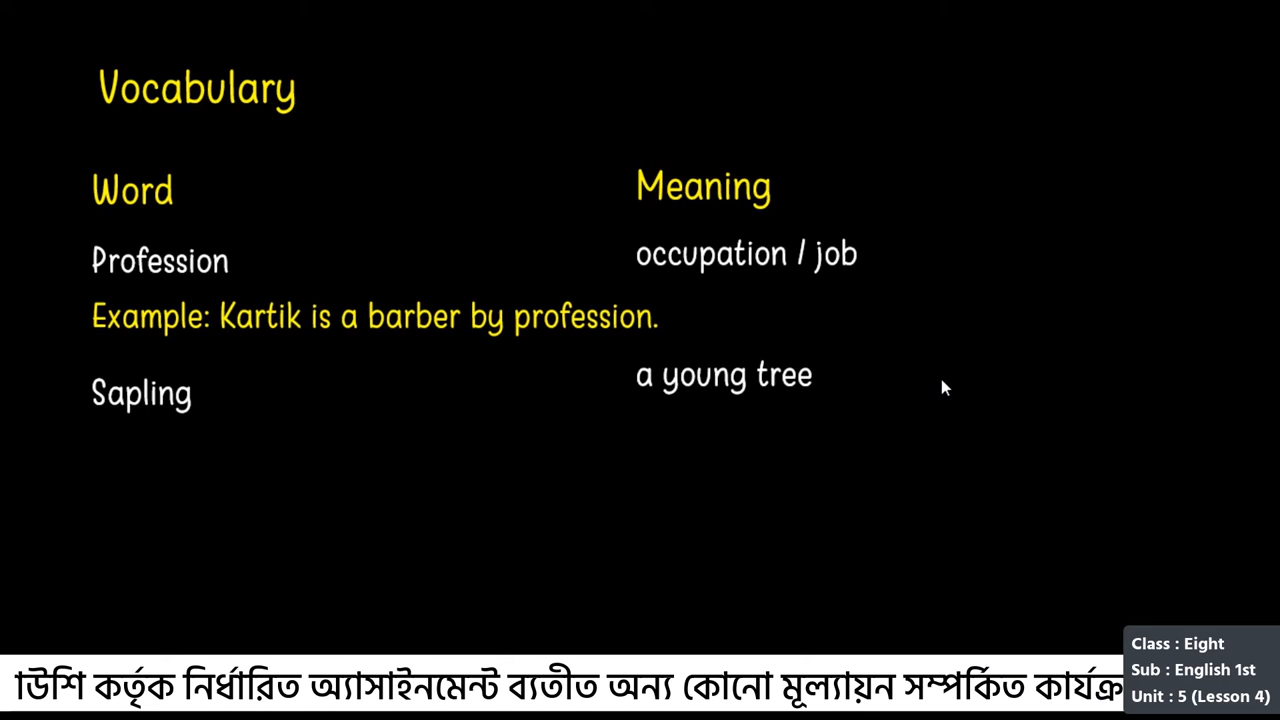 Vocabulary
Word
Meaning
Profession
occupation / job
Example: Kartik is a barber by profession.
Sapling
a young tree
Class : Eight
Sub : English 1st
Unit : 5 (Lesson 4)
কর্তৃক নির্ধারিত অ্যাসাইনমেন্ট ব্যতীত অন্য কোনো মূল্যায়ন সম্পর্কিত